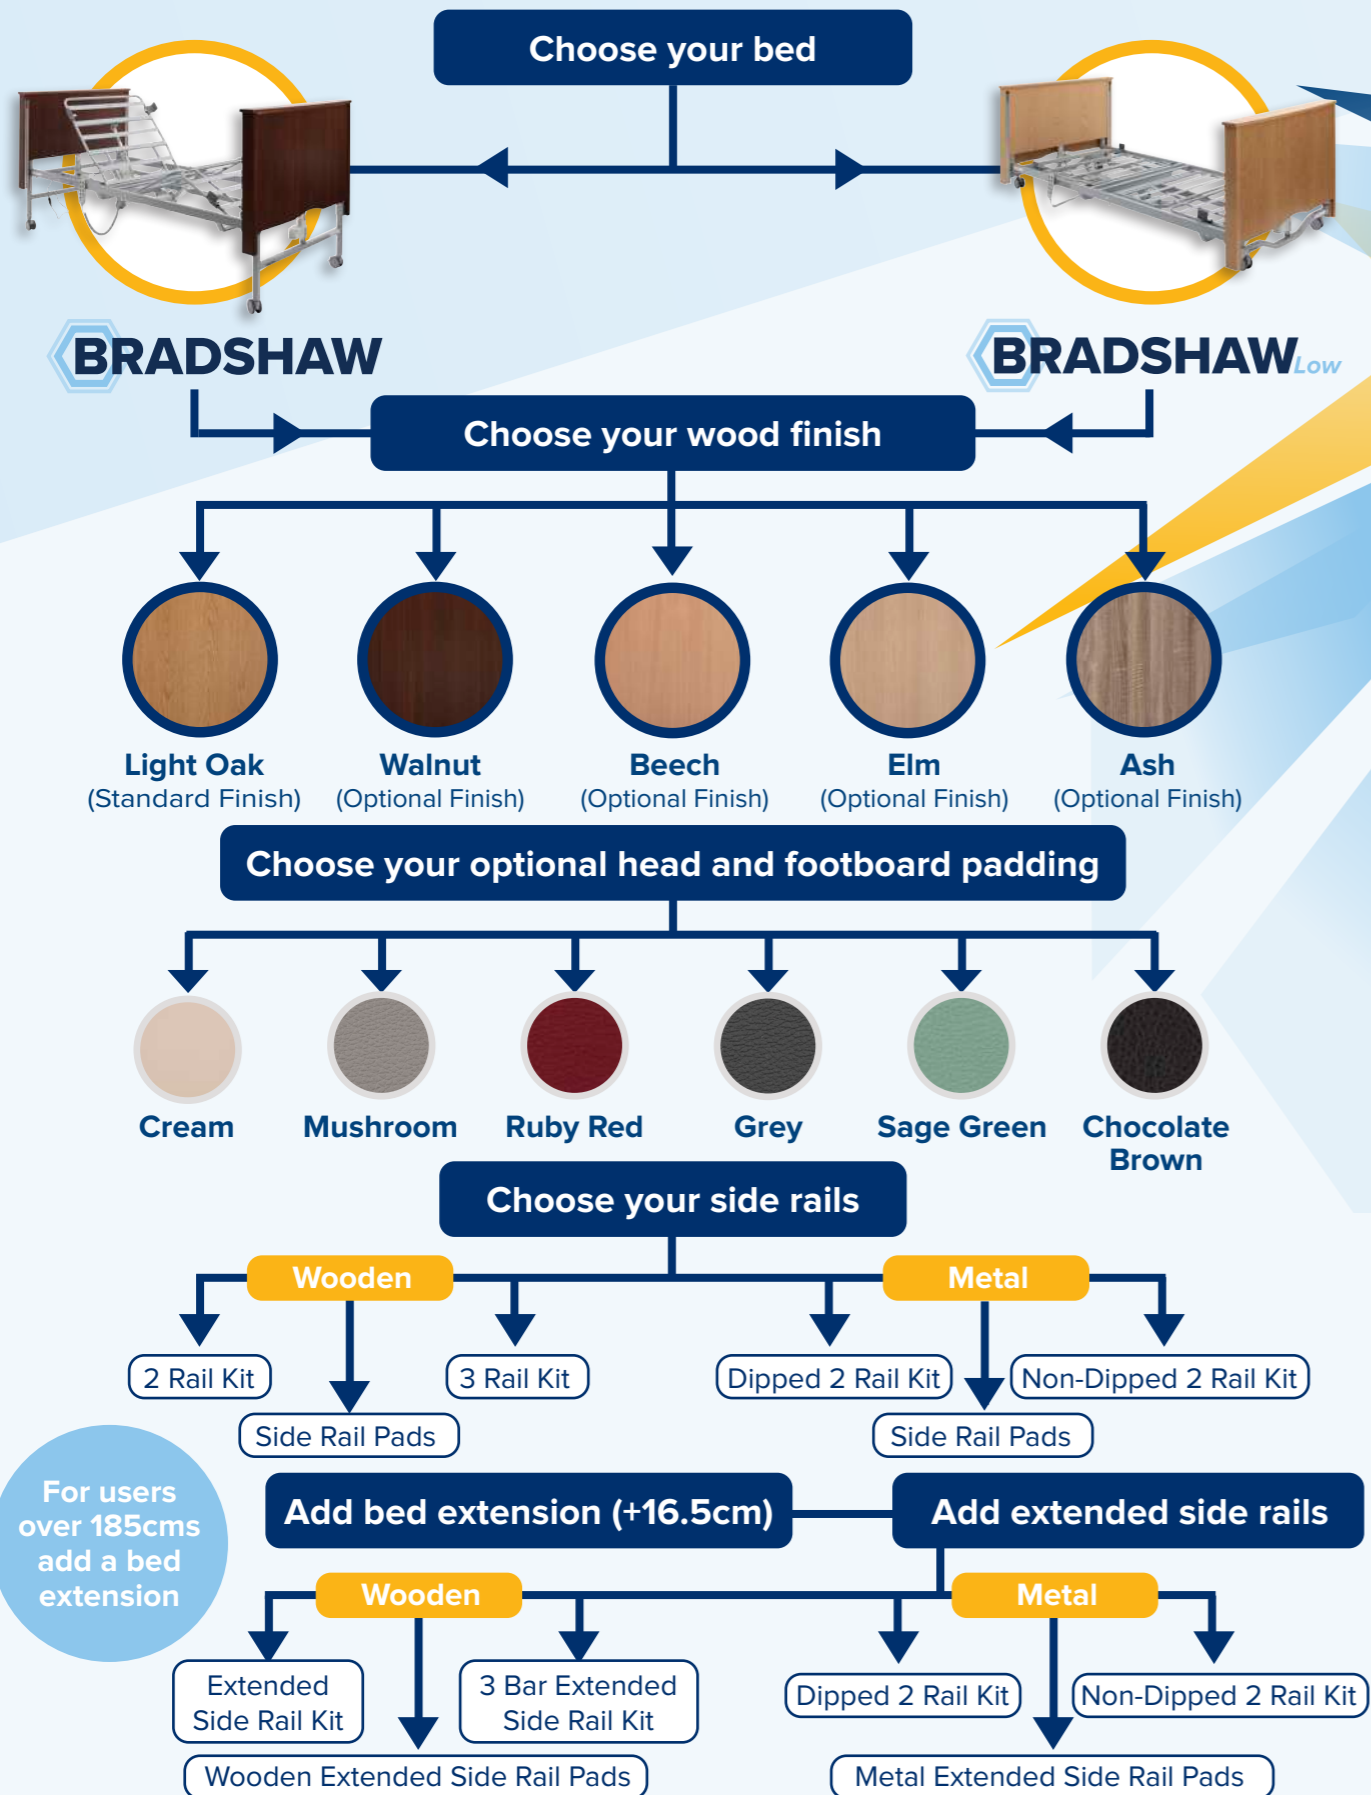 Choose your bed
BRADSHAW
BRADSHAW Low
Choose your wood finish
Light Oak
(Standard Finish)
Walnut
(Optional Finish)
Beech
(Optional Finish)
Elm
(Optional Finish)
Ash
(Optional Finish)
Choose your optional head and footboard padding
Cream
Mushroom
Ruby Red
Grey
Sage Green
Chocolate
Brown
Choose your side rails
Wooden
Metal
2 Rail Kit
3 Rail Kit
Dipped 2 Rail Kit
Non-Dipped 2 Rail Kit
Side Rail Pads
Side Rail Pads
For users
over 185cms
add a bed
extension
Add bed extension (+16.5cm)
Add extended side rails
Wooden
Metal
Extended
Side Rail Kit
3 Bar Extended
Side Rail Kit
Dipped 2 Rail Kit
Non-Dipped 2 Rail Kit
Wooden Extended Side Rail Pads
Metal Extended Side Rail Pads